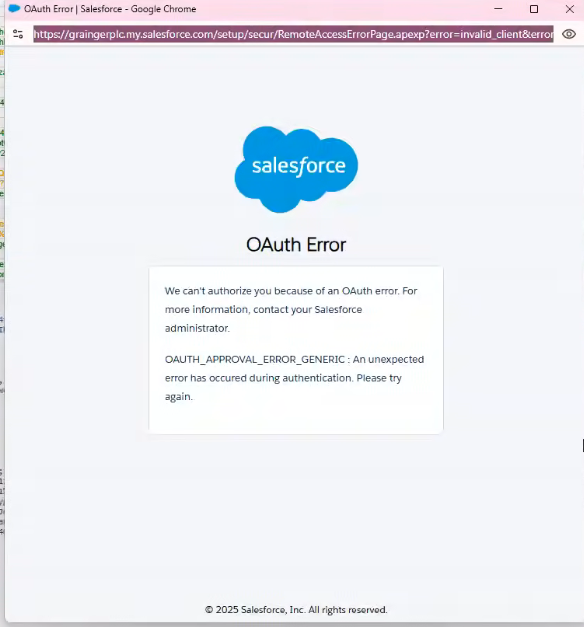 OAuth Error | Salesforce - Google Chrome
https://graingerplc.my.salesforce.com/setup/secur/RemoteAccessErrorPage.apexp?error=invalid_client&error
salesforce
OAuth Error
We can't authorize you because of an OAuth error. For
more information, contact your Salesforce
administrator.
OAUTH_APPROVAL_ERROR_GENERIC : An unexpected
error has occured during authentication. Please try
again.
© 2025 Salesforce, Inc. All rights reserved.